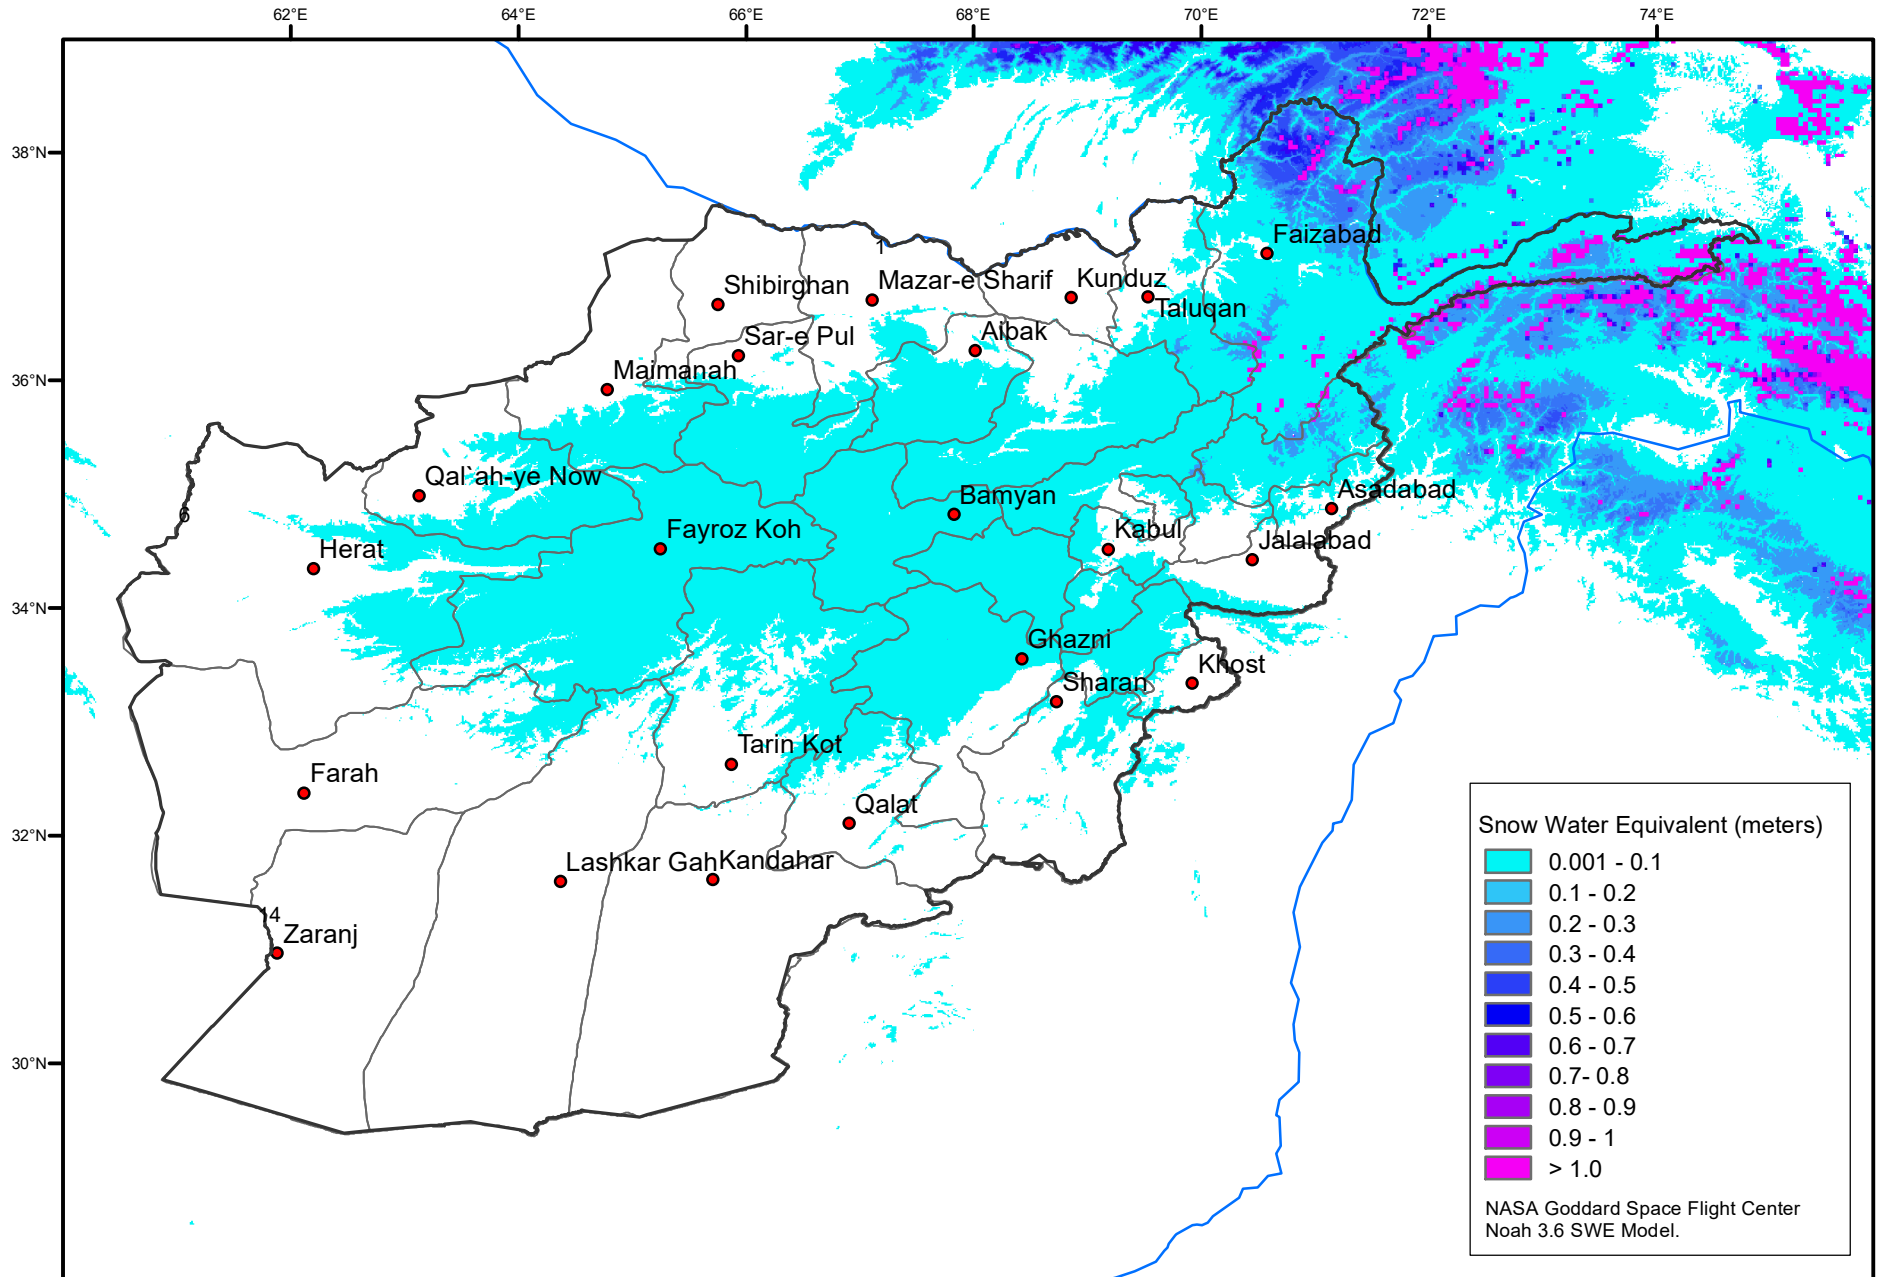 62°E
64°E
66°E
68°E
70°E
72°E
74°E
38°N
36°N
34°N
32°N
30°N
Faizabad
1
Shibirghan
Mazar-e Sharif
Kunduz
Taluqan
Sar-e Pul
Aibak
Maimanah
Qal`ah-ye Now
Bamyan
Asadabad
6
Fayroz Koh
Kabul
Herat
Jalalabad
Ghazni
Khost
Sharan
Tarin Kot
Farah
Qalat
Lashkar Gah
Kandahar
14
Zaranj
Snow Water Equivalent (meters)
0.001 - 0.1
0.1 - 0.2
0.2 - 0.3
0.3 - 0.4
0.4 - 0.5
0.5 - 0.6
0.6 - 0.7
0.7- 0.8
0.8 - 0.9
0.9 - 1
> 1.0
NASA Goddard Space Flight Center
Noah 3.6 SWE Model.